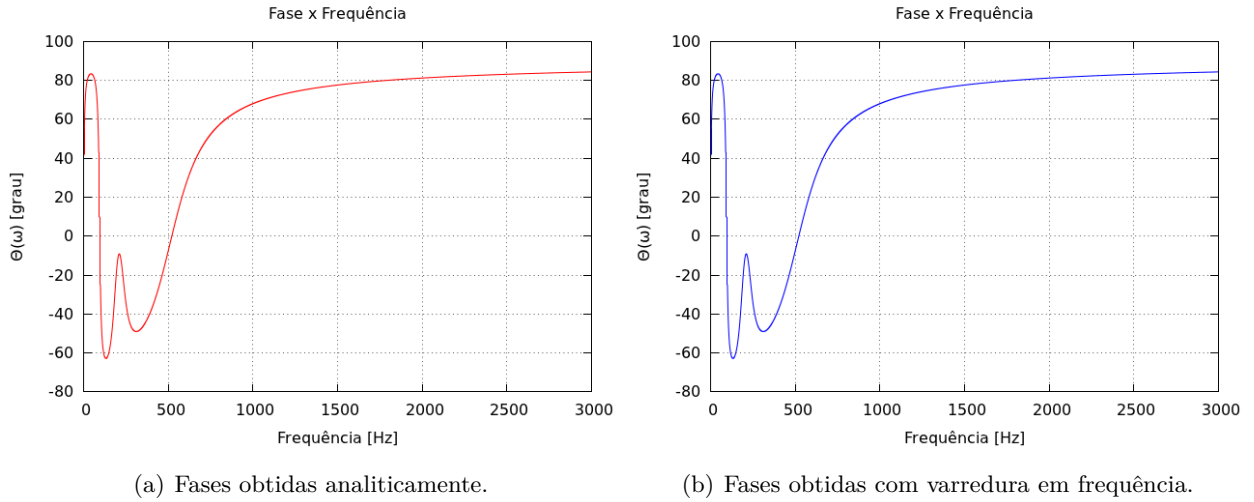 Fase x Frequência
100
80
60
40
20
0
-20
-40
-60
-80
Θ(ω) [grau]
0 500 1000 1500 2000 2500 3000
Frequência [Hz]
(a) Fases obtidas analiticamente.
Fase x Frequência
100
80
60
40
20
0
-20
-40
-60
-80
Θ(ω) [grau]
0 500 1000 1500 2000 2500 3000
Frequência [Hz]
(b) Fases obtidas com varredura em frequência.